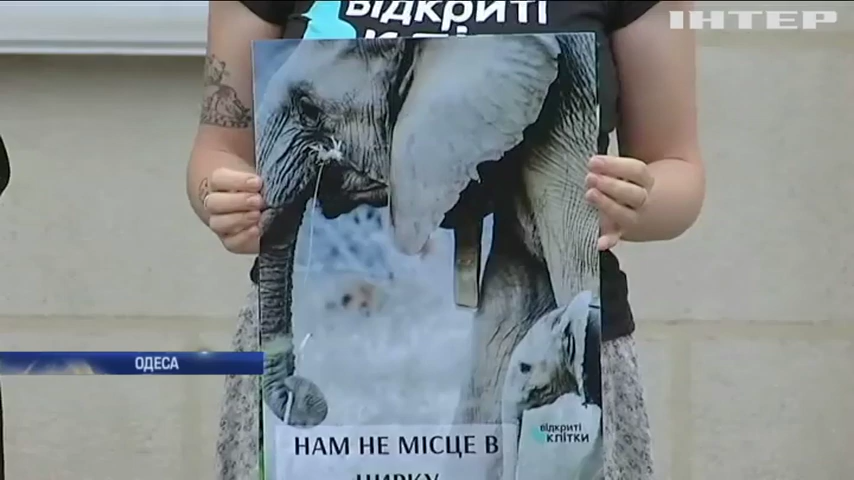 ВІДКРИТІ
КЛІТКИ
ІНТЕР
ОДЕСА
ВІДКРИТІ
КЛІТКИ
НАМ НЕ МІСЦЕ В
ЦИРКУ